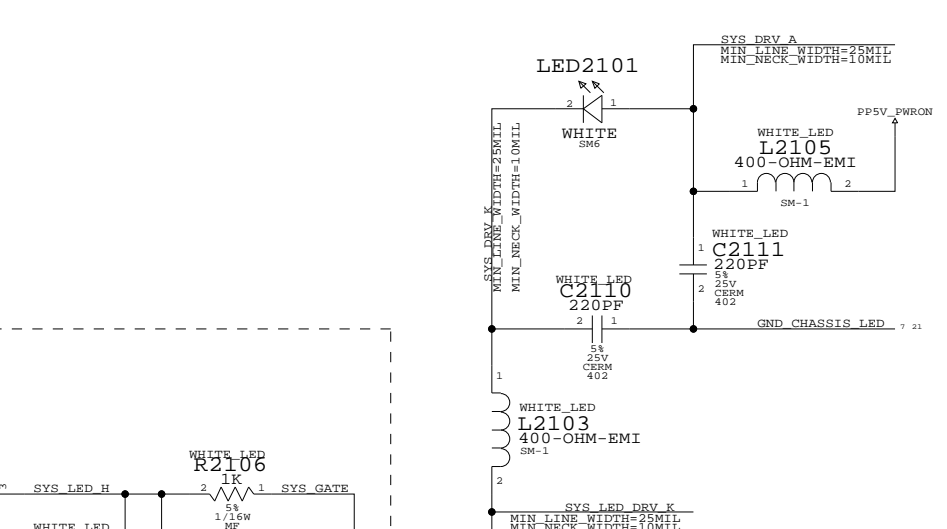 SYS_DRV_A
MIN_LINE_WIDTH=25MIL
MIN_NECK_WIDTH=10MIL
LED2101
2
1
WHITE
SM6
PP5V_PWRON
WHITE_LED
L2105
400-OHM-EMI
1
2
SM-1
SYS_DRV_K
MIN_LINE_WIDTH=25MIL
MIN_NECK_WIDTH=10MIL
WHITE_LED
1
C2111
220PF
5%
25V
2
CERM
402
WHITE_LED
C2110
220PF
2
1
5%
25V
CERM
402
GND_CHASSIS_LED
7 21
1
WHITE_LED
L2103
400-OHM-EMI
SM-1
2
WHITE_LED
R2106
1K
3
SYS_LED_H
2
1
SYS_GATE
5%
1/16W
MF
WHITE_LED
SYS_LED_DRV_K
MIN_LINE_WIDTH=25MIL
MIN_NECK_WIDTH=10MIL